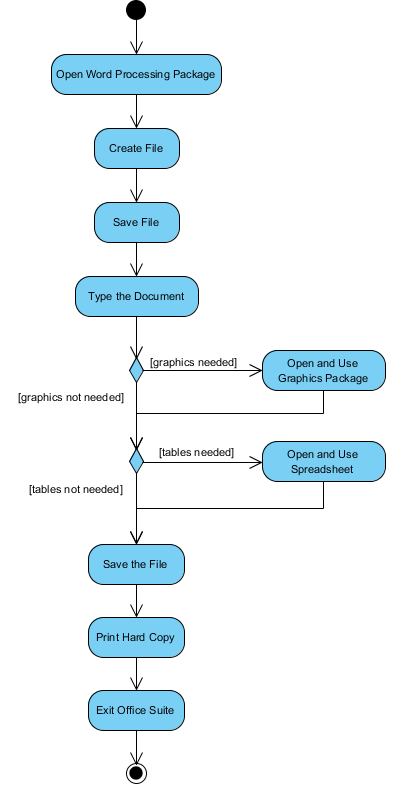 Open Word Processing Package
Create File
Save File
Type the Document
[graphics needed]
Open and Use
Graphics Package
[graphics not needed]
[tables needed]
Open and Use
Spreadsheet
[tables not needed]
Save the File
Print Hard Copy
Exit Office Suite